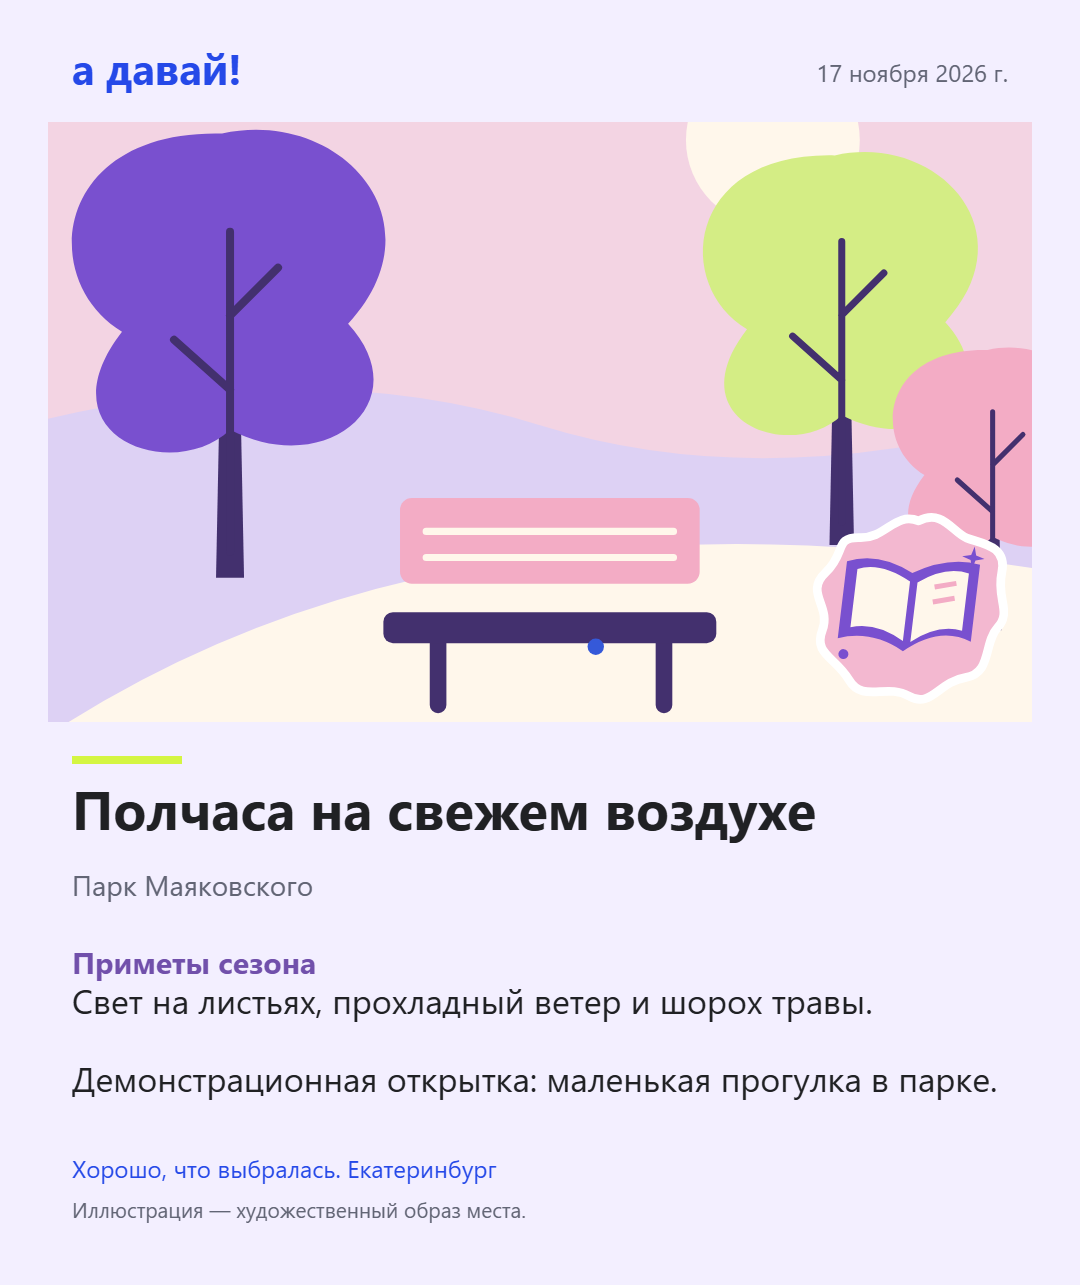 а давай!
17 ноября 2026 г.
Полчаса на свежем воздухе
Парк Маяковского
Приметы сезона
Свет на листьях, прохладный ветер и шорох травы.
Демонстрационная открытка: маленькая прогулка в парке.
Хорошо, что выбралась. Екатеринбург
Иллюстрация — художественный образ места.